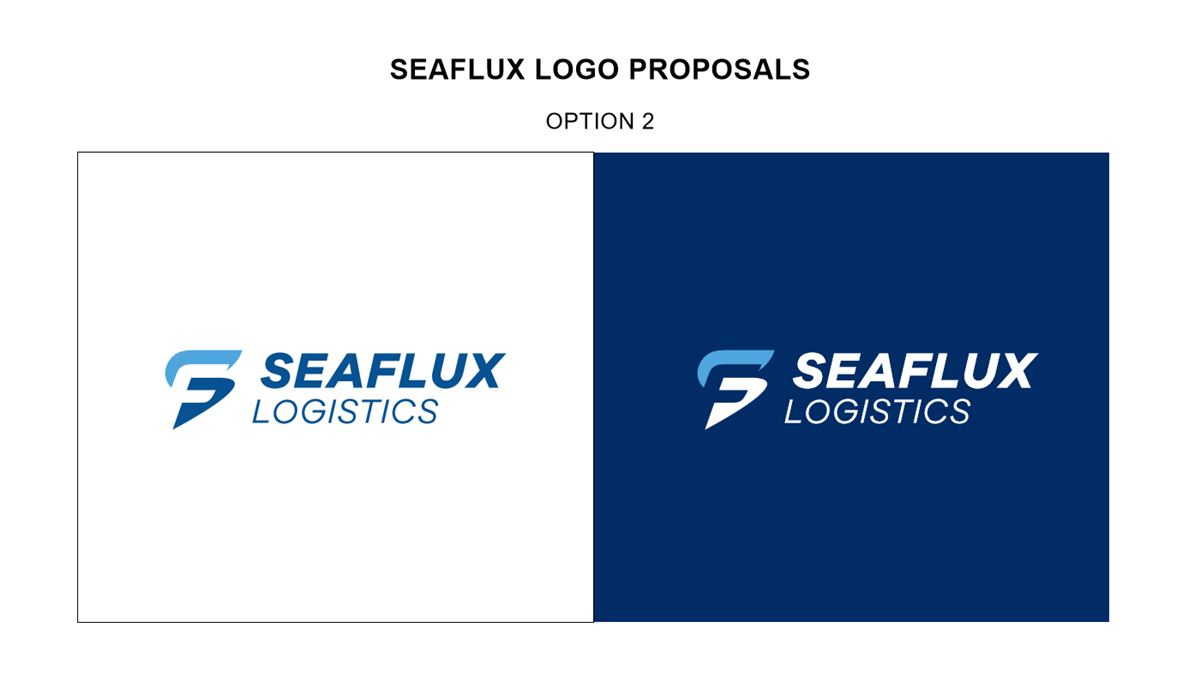 SEAFLUX LOGO PROPOSALS
OPTION 2
SEAFLUX
LOGISTICS
SEAFLUX
LOGISTICS